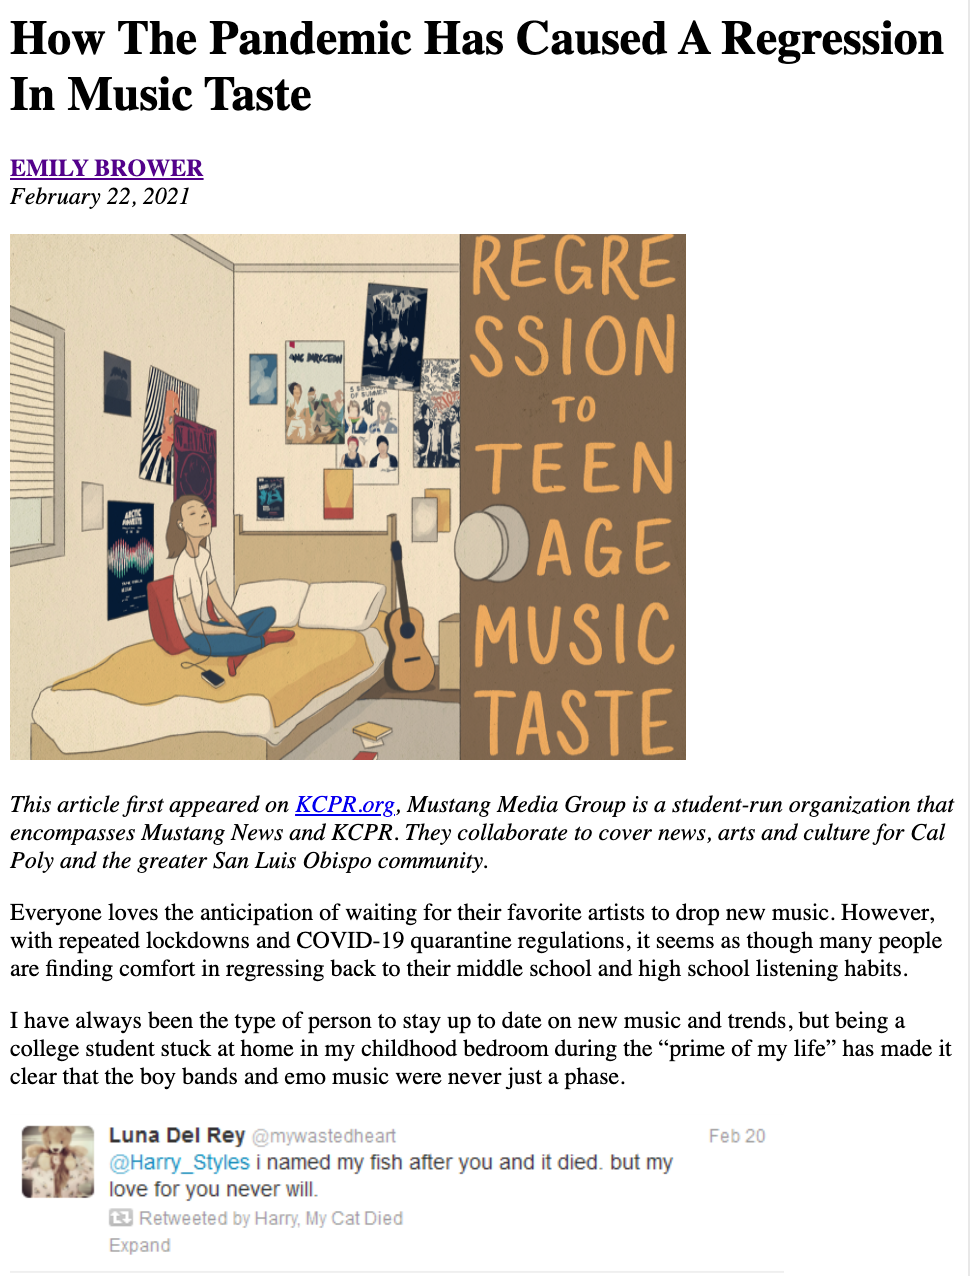 How The Pandemic Has Caused A Regression
In Music Taste
EMILY BROWER
February 22, 2021
ONE DIRECTION
5 SECONDS
OF SUMMER
ARCTIC
MONKEYS
REGRE
SSION
TO
TEEN
AGE
MUSIC
TASTE
This article first appeared on KCPR.org, Mustang Media Group is a student-run organization that
encompasses Mustang News and KCPR. They collaborate to cover news, arts and culture for Cal
Poly and the greater San Luis Obispo community.
Everyone loves the anticipation of waiting for their favorite artists to drop new music. However,
with repeated lockdowns and COVID-19 quarantine regulations, it seems as though many people
are finding comfort in regressing back to their middle school and high school listening habits.
I have always been the type of person to stay up to date on new music and trends, but being a
college student stuck at home in my childhood bedroom during the “prime of my life” has made it
clear that the boy bands and emo music were never just a phase.
Luna Del Rey @mywastedheart Feb 20
@Harry_Styles i named my fish after you and it died. but my
love for you never will.
Retweeted by Harry, My Cat Died
Expand